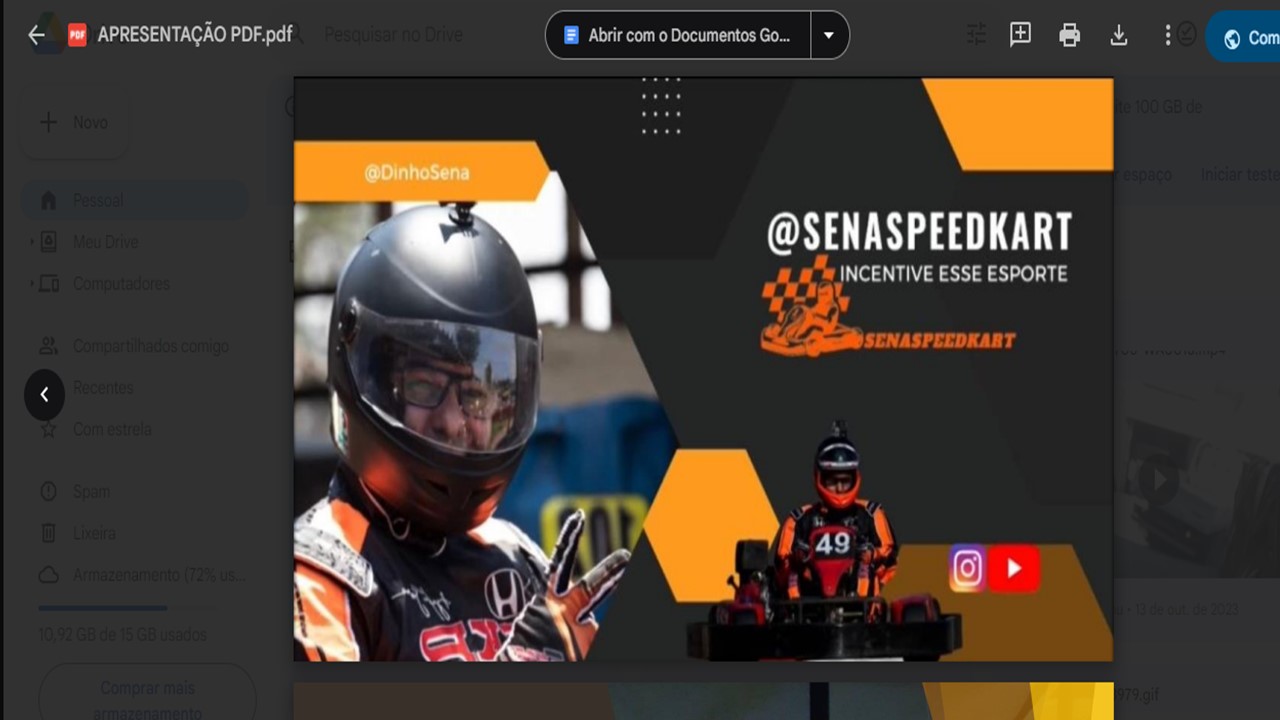 APRESENTAÇÃO PDF.pdf
Pesquisar no Drive
Abrir com o Documentos Go...
Com
Novo
100 GB de
espaço
Iniciar teste
Pessoal
Meu Drive
Computadores
Compartilhados comigo
Recentes
Com estrela
Spam
Lixeira
Armazenamento (72% us...
10,92 GB de 15 GB usados
Comprar mais
armazenamento
@DinhoSena
@SENASPEEDKART
INCENTIVE ESSE ESPORTE
SENASPEEDKART
49
13 de out. de 2023
979.gif